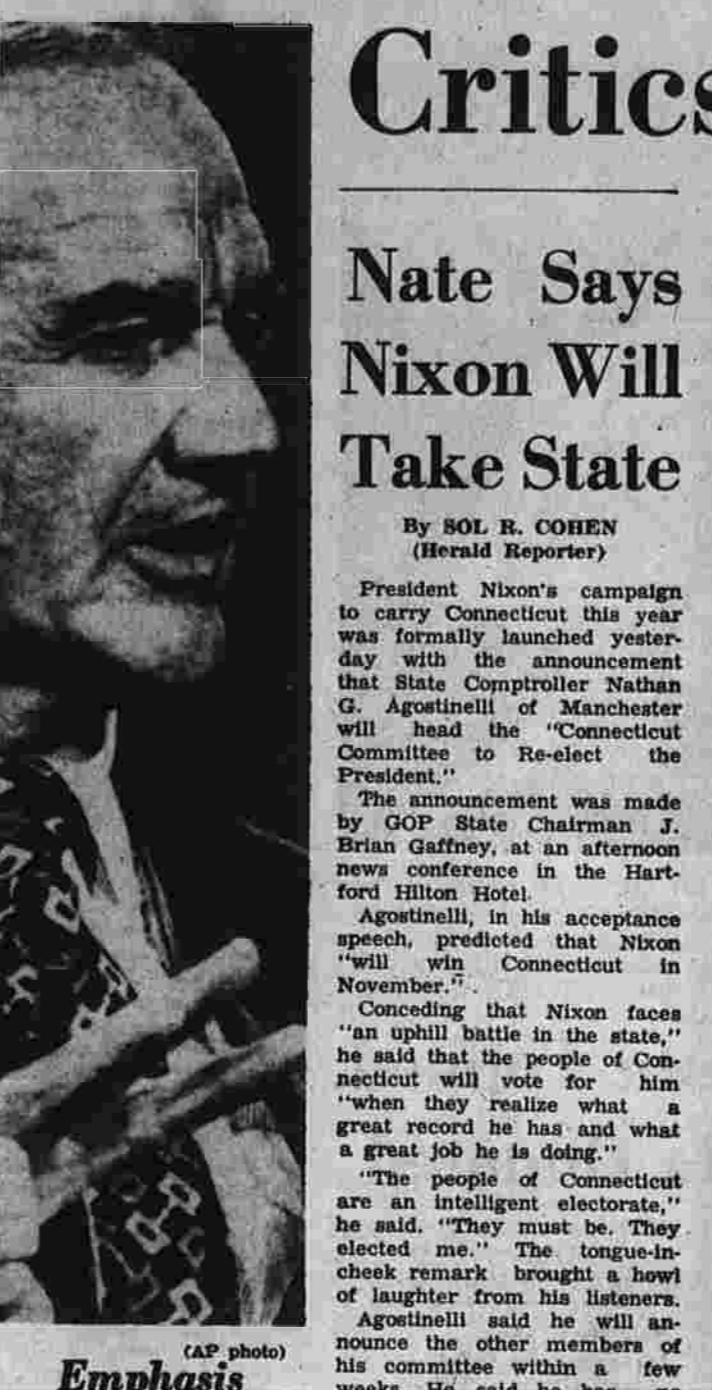 Critics
Nate Says
Nixon Will
Take State
By SOL R. COHEN
(Herald Reporter)
President Nixon's campaign
to carry Connecticut this year
was formally launched yester-
day with the announcement
that State Comptroller Nathan
G. Agostinelli of Manchester
will head the "Connecticut
Committee to Re-elect the
President."
The announcement was made
by GOP State Chairman J.
Brian Gaffney, at an afternoon
news conference in the Hart-
ford Hilton Hotel.
Agostinelli, in his acceptance
speech, predicted that Nixon
"will win Connecticut in
November."
Conceding that Nixon faces
"an uphill battle in the state,"
he said that the people of Con-
necticut will vote for him
"when they realize what a
great record he has and what
a great job he is doing."
"The people of Connecticut
are an intelligent electorate,"
he said. "They must be. They
elected me." The tongue-in-
cheek remark brought a howl
of laughter from his listeners.
Agostinelli said he will an-
nounce the other members of
his committee within a few
weeks. He said he
(AP photo)
Emphasis